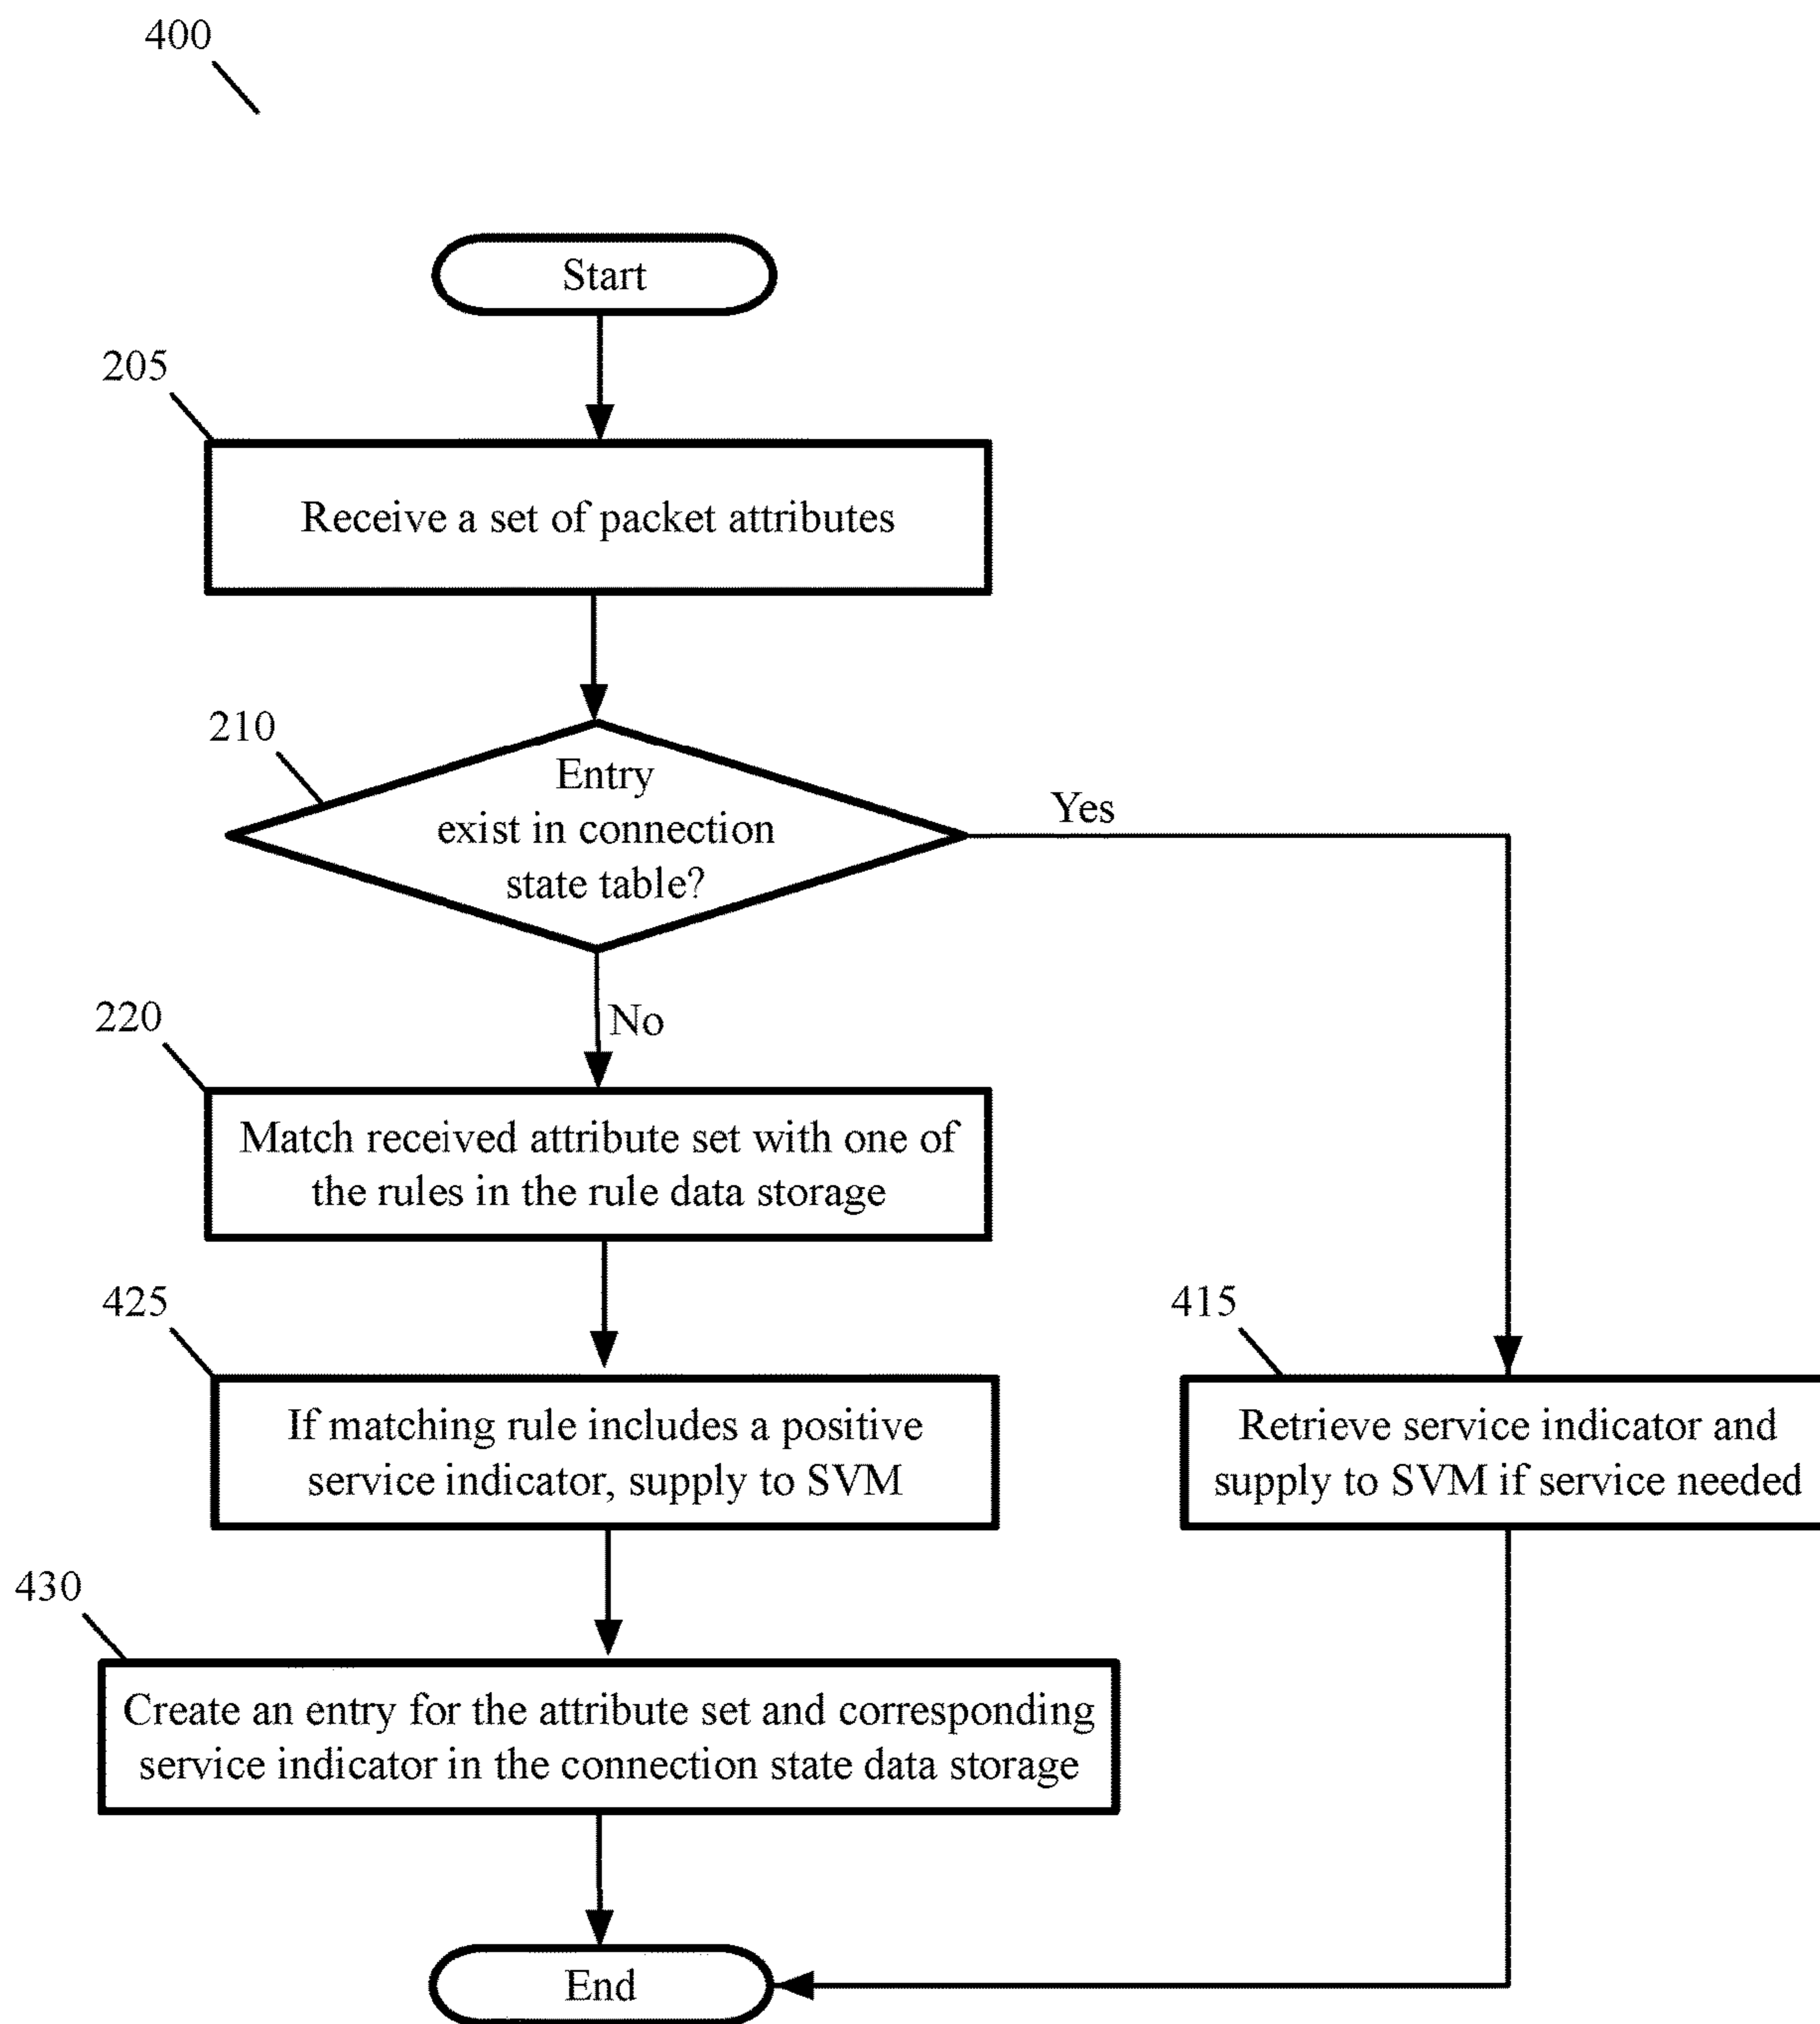 400
Start
205
Receive a set of packet attributes
210
Entry
exist in connection
state table?
Yes
No
220
Match received attribute set with one of
the rules in the rule data storage
425
If matching rule includes a positive
service indicator, supply to SVM
415
Retrieve service indicator and
supply to SVM if service needed
430
Create an entry for the attribute set and corresponding
service indicator in the connection state data storage
End